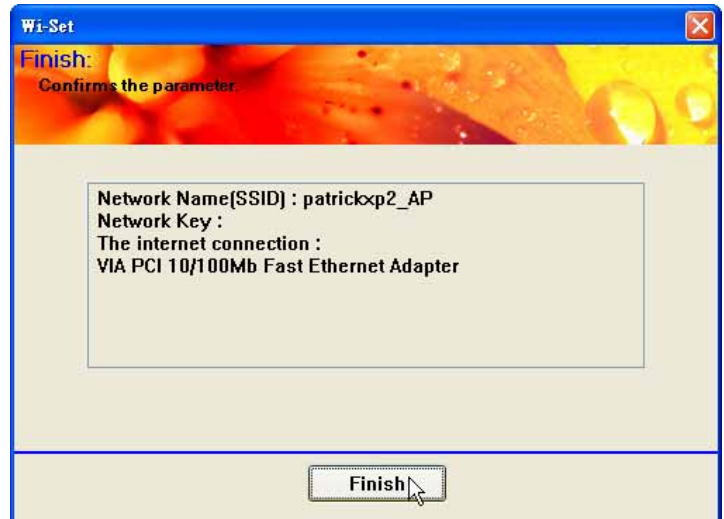 Wi-Set
Finish:
Confirms the parameter.
Network Name(SSID) : patrickxp2_AP
Network Key :
The internet connection :
VIA PCI 10/100Mb Fast Ethernet Adapter
Finish